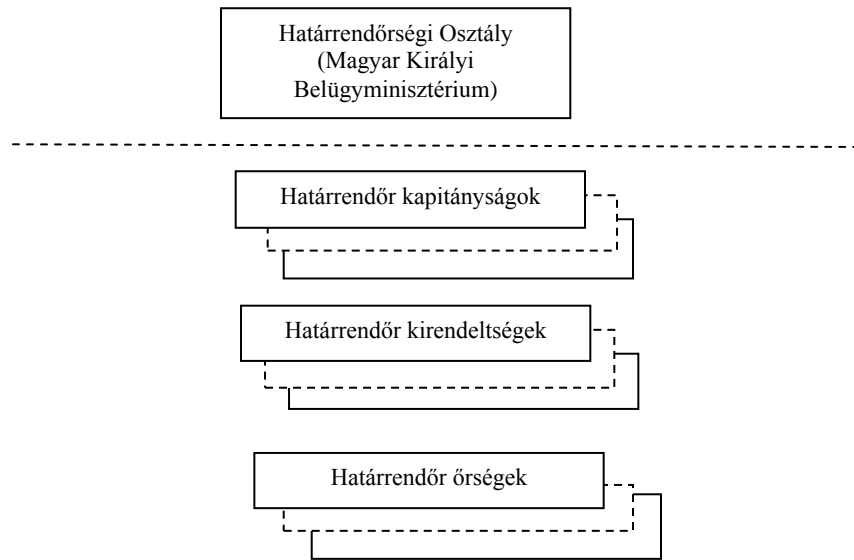 Határrendőrségi Osztály
(Magyar Királyi
Belügyminisztérium)
Határrendőr kapitányságok
Határrendőr kirendeltségek
Határrendőr őrségek